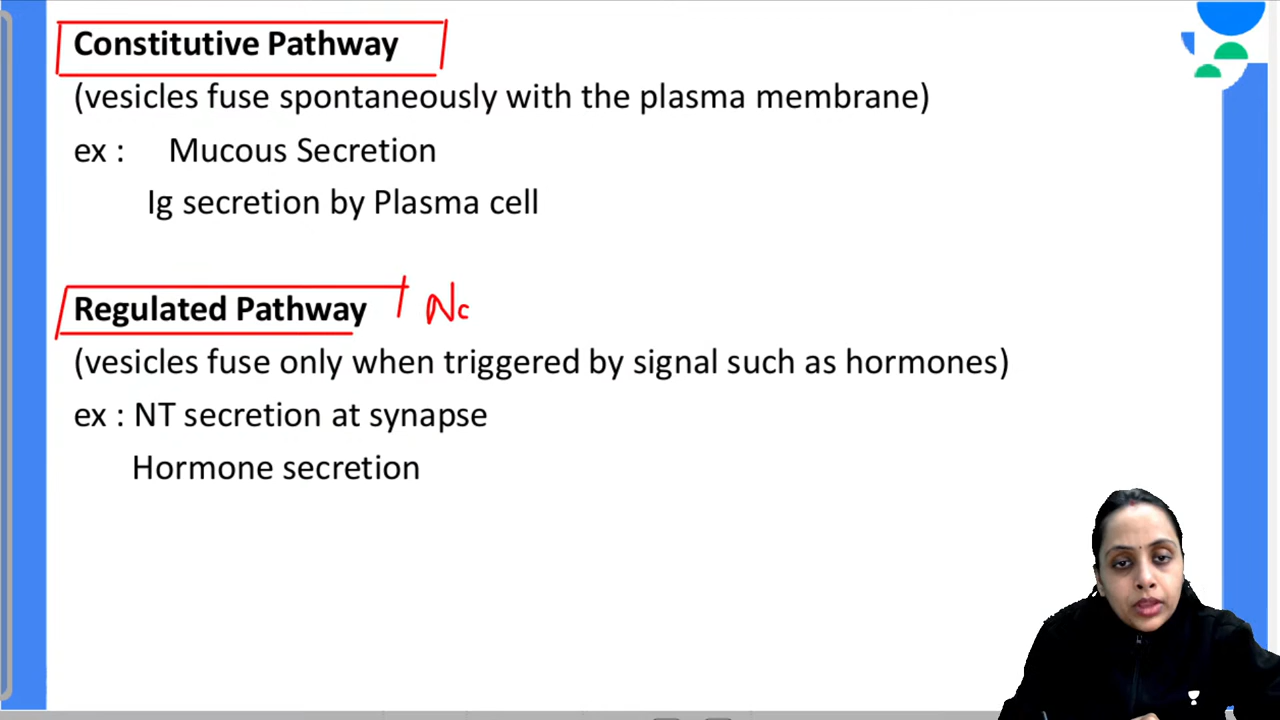 Constitutive Pathway
(vesicles fuse spontaneously with the plasma membrane)
ex : Mucous Secretion
Ig secretion by Plasma cell
Regulated Pathway
(vesicles fuse only when triggered by signal such as hormones)
ex : NT secretion at synapse
Hormone secretion